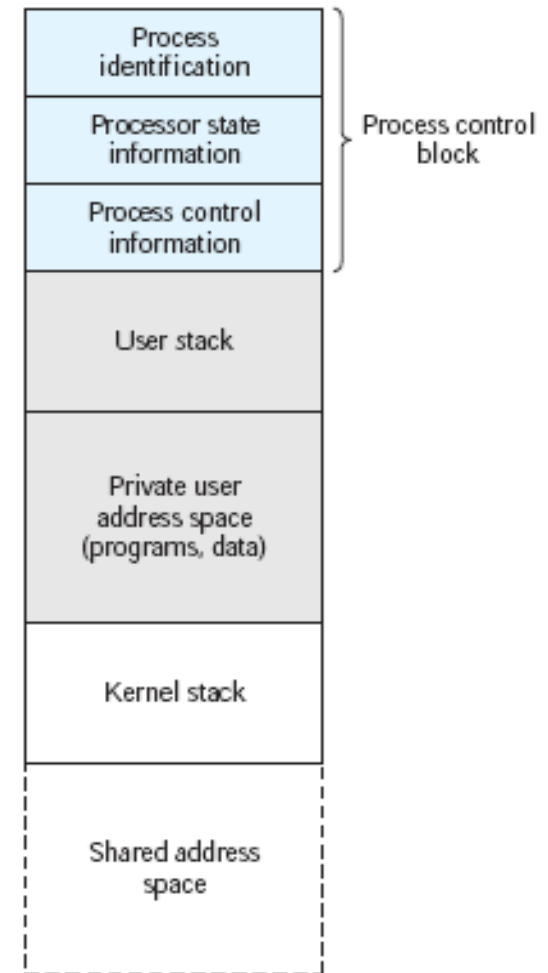 Process
identification
Processor state
information
Process control
block
Process control
information
User stack
Private user
address space
(programs, data)
Kernel stack
Shared address
space